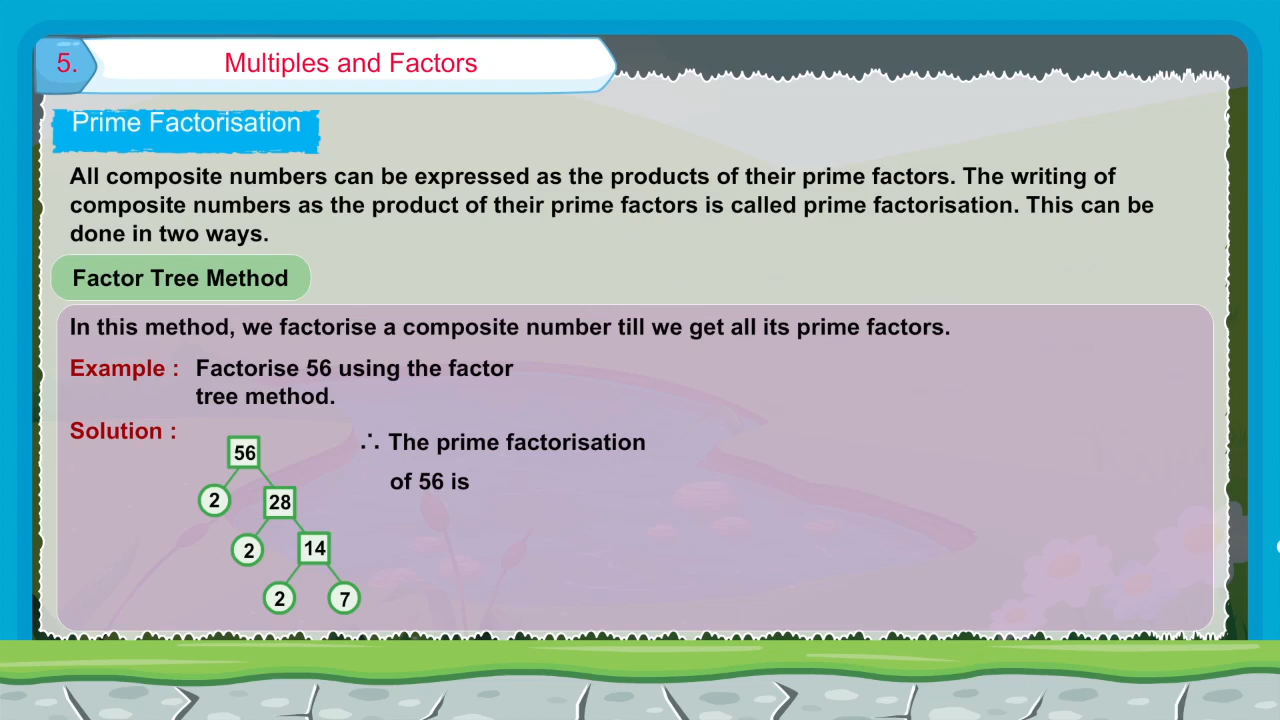 5.
Multiples and Factors
Prime Factorisation
All composite numbers can be expressed as the products of their prime factors. The writing of
composite numbers as the product of their prime factors is called prime factorisation. This can be
done in two ways.
Factor Tree Method
In this method, we factorise a composite number till we get all its prime factors.
Example : Factorise 56 using the factor
tree method.
Solution :
∴ The prime factorisation
of 56 is
56
2 28
2 14
2 7